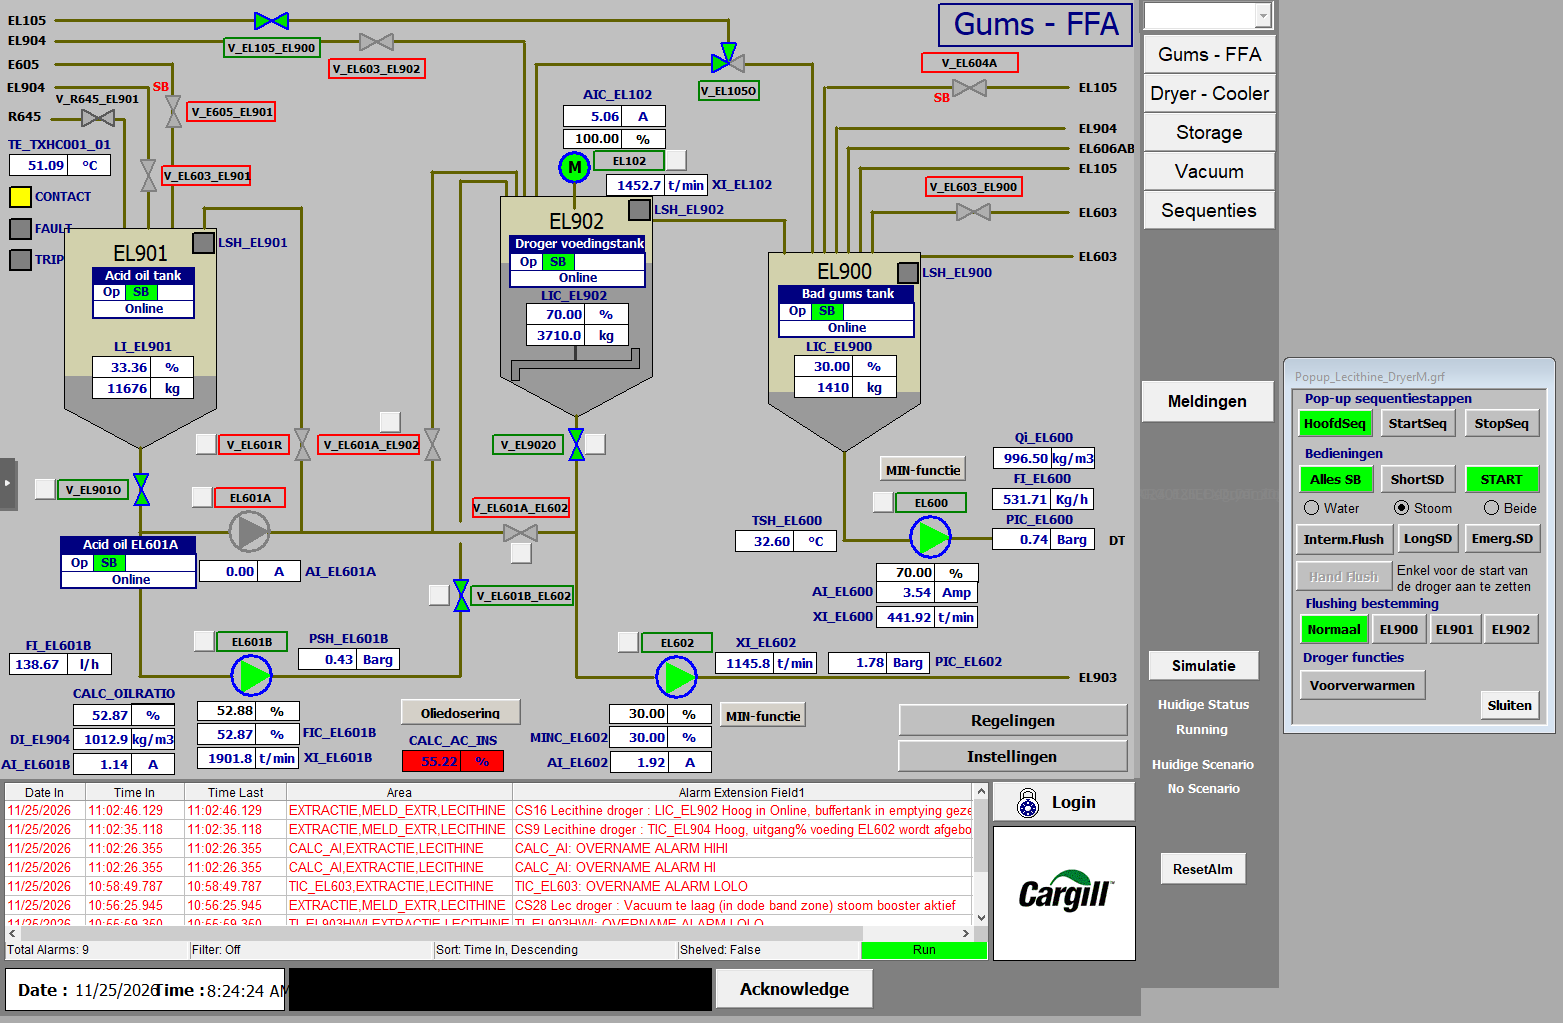 EL105
EL904
E605
EL904
R645
V_EL105_EL900
V_EL603_EL902
SB
V_R645_EL901
V_E605_EL901
V_EL603_EL901
TE_TXHC001_01
51.09 °C
CONTACT
FAULT
TRIP
AIC_EL102
5.06 A
100.00 %
M
EL102
1452.7 t/min XI_EL102
Gums - FFA
V_EL105O
V_EL604A
SB
EL105
EL904
EL606AB
EL105
V_EL603_EL900
EL603
EL603
EL901
LSH_EL901
Acid oil tank
Op SB
Online
LI_EL901
33.36 %
11676 kg
EL902
LSH_EL902
Droger voedingstank
Op SB
Online
LIC_EL902
70.00 %
3710.0 kg
EL900
LSH_EL900
Bad gums tank
Op SB
Online
LIC_EL900
30.00 %
1410 kg
V_EL601R
V_EL601A_EL902
V_EL902O
V_EL901O
EL601A
V_EL601A_EL602
Acid oil EL601A
Op SB
Online
0.00 A AI_EL601A
V_EL601B_EL602
MIN-functie
EL600
Qi_EL600
996.50 kg/m3
FI_EL600
531.71 Kg/h
PIC_EL600
0.74 Barg
DT
TSH_EL600
32.60 °C
70.00 %
AI_EL600 3.54 Amp
XI_EL600 441.92 t/min
FI_EL601B
138.67 l/h
EL601B
PSH_EL601B
0.43 Barg
EL602
XI_EL602
1145.8 t/min
1.78 Barg PIC_EL602
EL903
CALC_OILRATIO
52.87 %
DI_EL904 1012.9 kg/m3
AI_EL601B 1.14 A
52.88 %
52.87 % FIC_EL601B
1901.8 t/min XI_EL601B
Oliedosering
CALC_AC_INS
55.22 %
30.00 %
MINC_EL602 30.00 %
AI_EL602 1.92 A
MIN-functie
Regelingen
Instellingen
Date In Time In Time Last Area Alarm Extension Field1
11/25/2026 11:02:46.129 11:02:46.129 EXTRACTIE,MELD_EXTR,LECITHINE CS16 Lecithine droger : LIC_EL902 Hoog in Online, buffertank in emptying geze
11/25/2026 11:02:35.118 11:02:35.118 EXTRACTIE,MELD_EXTR,LECITHINE CS9 Lecithine droger : TIC_EL904 Hoog, uitgang% voeding EL602 wordt afgebo
11/25/2026 11:02:26.355 11:02:26.355 CALC_AI,EXTRACTIE,LECITHINE CALC_AI: OVERNAME ALARM HIHI
11/25/2026 11:02:26.355 11:02:26.355 CALC_AI,EXTRACTIE,LECITHINE CALC_AI: OVERNAME ALARM HI
11/25/2026 10:58:49.787 10:58:49.787 TIC_EL603,EXTRACTIE,LECITHINE TIC_EL603: OVERNAME ALARM LOLO
11/25/2026 10:56:25.945 10:56:25.945 EXTRACTIE,MELD_EXTR,LECITHINE CS28 Lec droger : Vacuum te laag (in dode band zone) stoom booster aktief
11/25/2026 10:55:59.350 10:55:59.350 TI_EL903HWI,EXTRACTIE,LECITHINE TI_EL903HWI: OVERNAME ALARM LOLO
Total Alarms: 9 Filter: Off Sort: Time In, Descending Shelved: False Run
Date : 11/25/2026 Time : 8:24:24 AM
Acknowledge
Login
Cargill™
Gums - FFA
Dryer - Cooler
Storage
Vacuum
Sequenties
Meldingen
Simulatie
Huidige Status
Running
Huidige Scenario
No Scenario
ResetAlm
Popup_Lecithine_DryerM.grf
Pop-up sequentiestappen
HoofdSeq StartSeq StopSeq
Bedieningen
Alles SB ShortSD START
Water Stoom Beide
Interm.Flush LongSD Emerg.SD
Hand Flush Enkel voor de start van
de droger aan te zetten
Flushing bestemming
Normaal EL900 EL901 EL902
Droger functies
Voorverwarmen
Sluiten